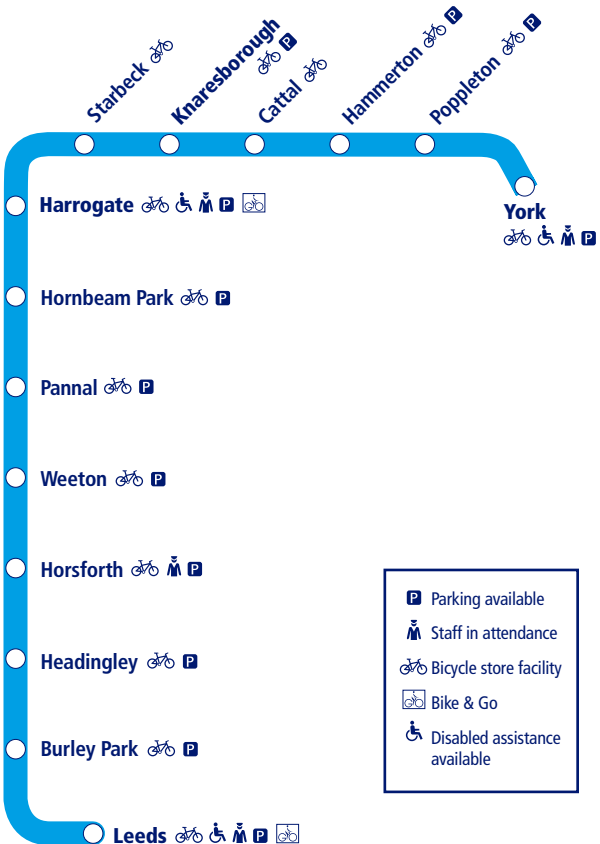 Starbeck
Knaresborough
P
Cattal
Hammerton P
Poppleton P
York
P
Harrogate P
Hornbeam Park P
Pannal P
Weeton P
Horsforth P
Headingley P
Burley Park P
Leeds P
P Parking available
Staff in attendance
Bicycle store facility
Bike & Go
Disabled assistance
available